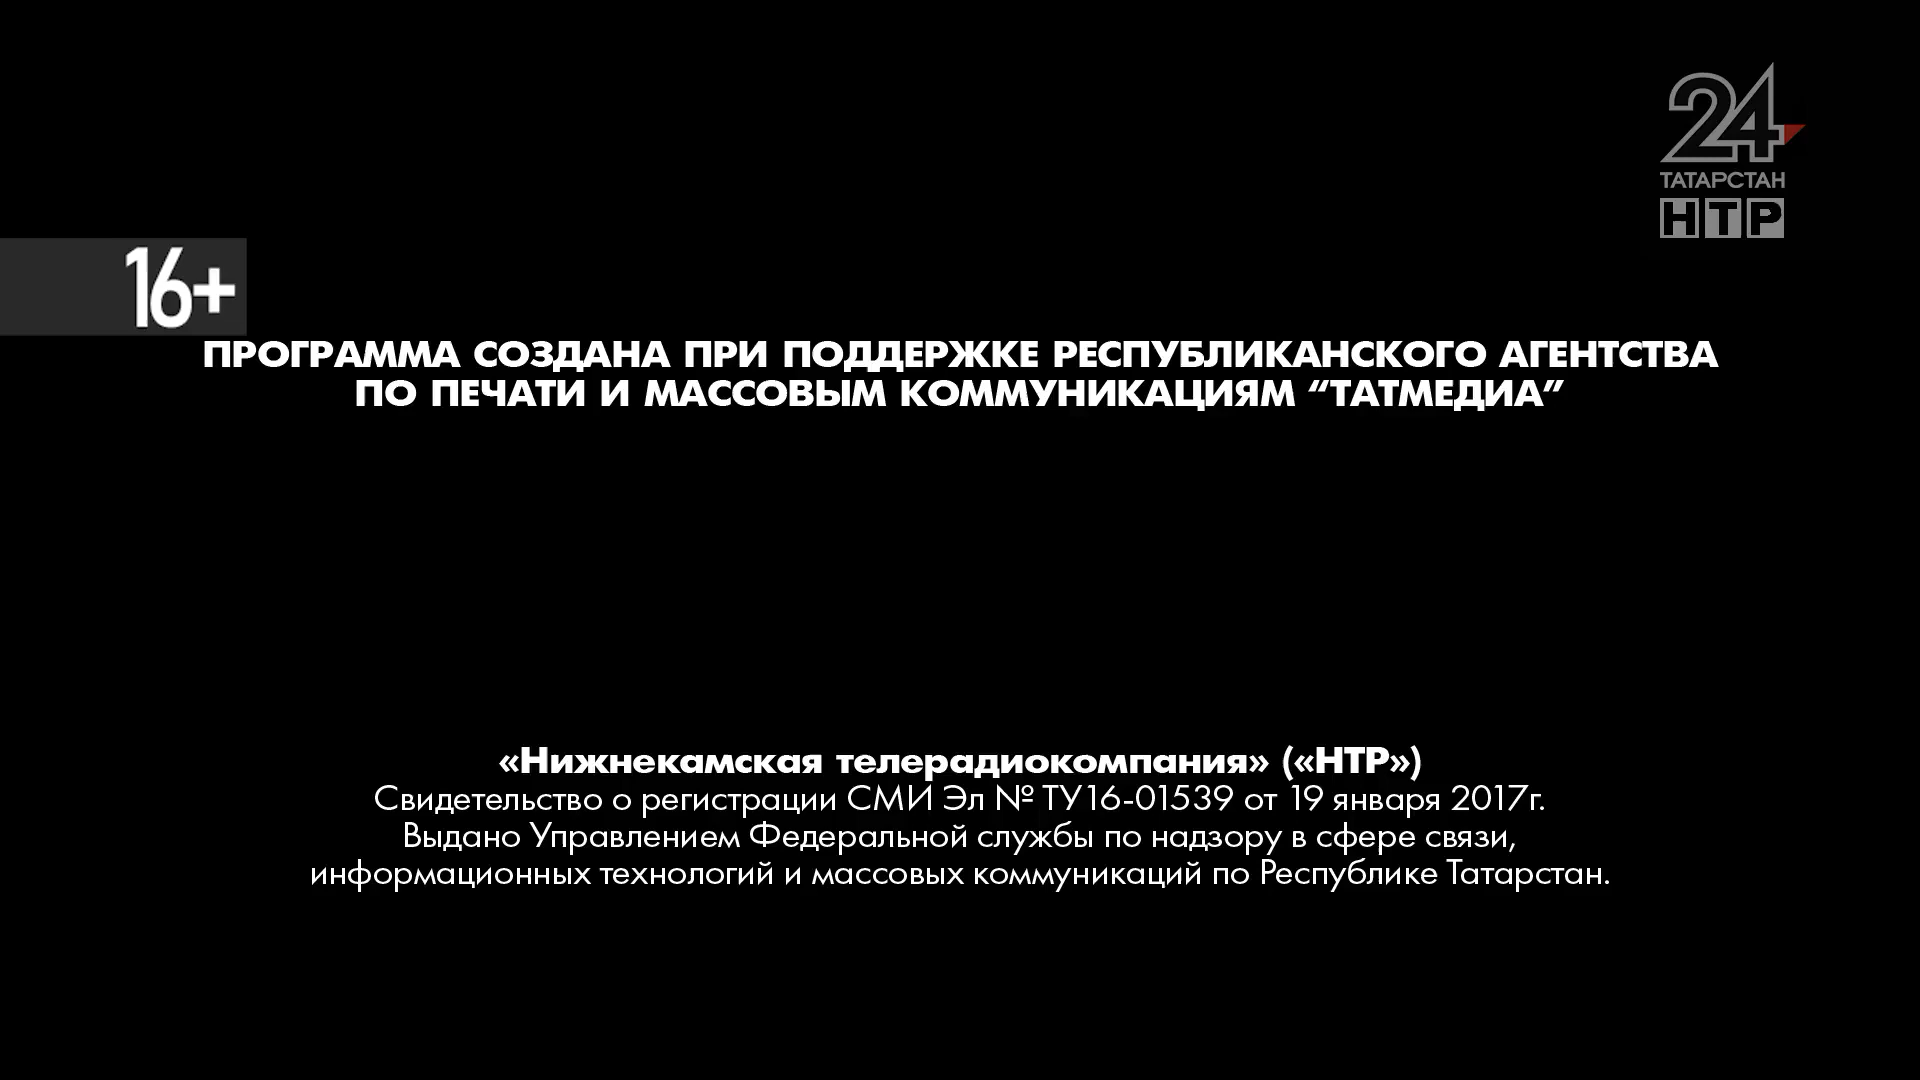 24
ТАТАРСТАН
НТР
16+
ПРОГРАММА СОЗДАНА ПРИ ПОДДЕРЖКЕ РЕСПУБЛИКАНСКОГО АГЕНТСТВА
ПО ПЕЧАТИ И МАССОВЫМ КОММУНИКАЦИЯМ “ТАТМЕДИА”
«Нижнекамская телерадиокомпания» («НТР»)
Свидетельство о регистрации СМИ Эл № ТУ16-01539 от 19 января 2017г.
Выдано Управлением Федеральной службы по надзору в сфере связи,
информационных технологий и массовых коммуникаций по Республике Татарстан.